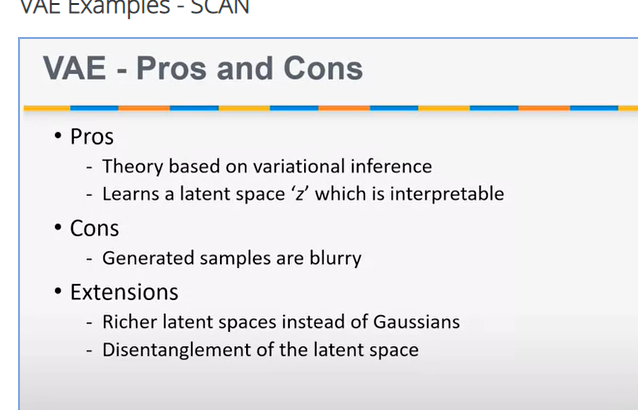 VAE Examples - SCAN
VAE - Pros and Cons
• Pros
- Theory based on variational inference
- Learns a latent space ‘z’ which is interpretable
• Cons
- Generated samples are blurry
• Extensions
- Richer latent spaces instead of Gaussians
- Disentanglement of the latent space